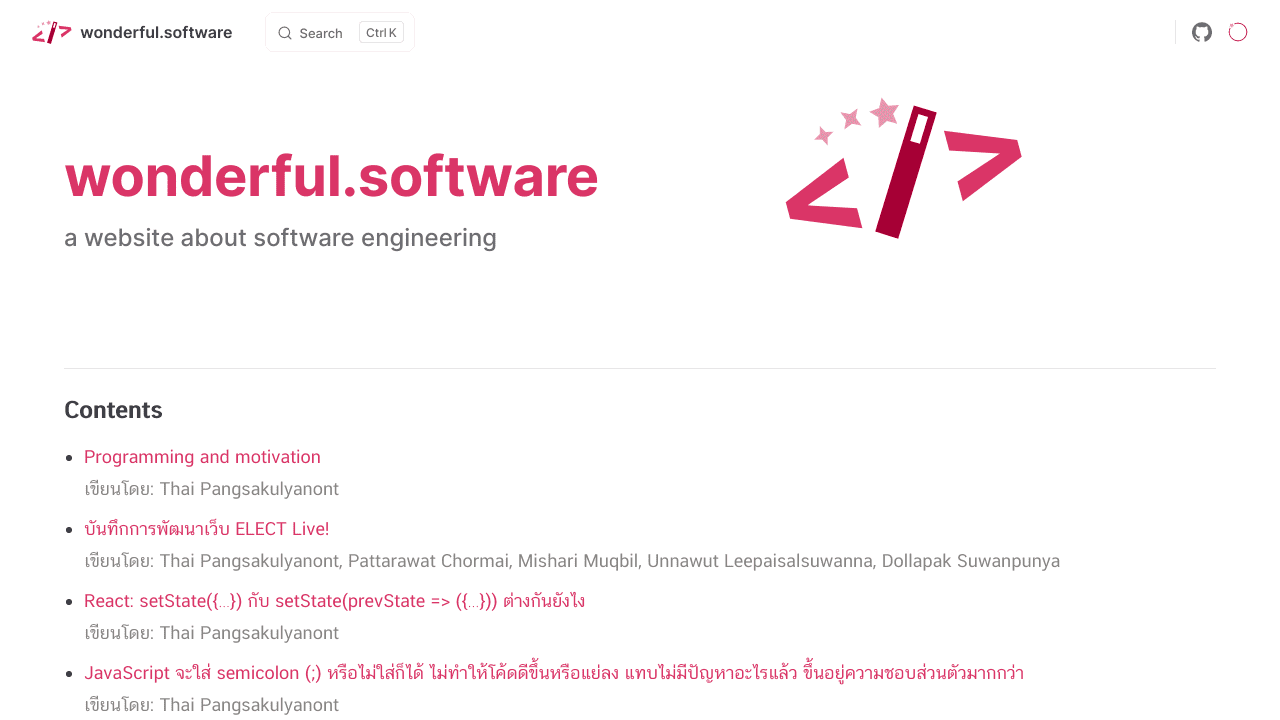 wonderful.software
Search
Ctrl K
wonderful.software
a website about software engineering
Contents
Programming and motivation
เขียนโดย: Thai Pangsakulyanont
บันทึกการพัฒนาเว็บ ELECT Live!
เขียนโดย: Thai Pangsakulyanont, Pattarawat Chormai, Mishari Muqbil, Unnawut Leepaisalsuwanna, Dollapak Suwanpunya
React: setState({…}) กับ setState(prevState => ({…})) ต่างกันยังไง
เขียนโดย: Thai Pangsakulyanont
JavaScript จะใส่ semicolon (;) หรือไม่ใส่ก็ได้ ไม่ทำให้โค้ดดีขึ้นหรือแย่ลง แทบไม่มีปัญหาอะไรแล้ว ขึ้นอยู่ความชอบส่วนตัวมากกว่า
เขียนโดย: Thai Pangsakulyanont